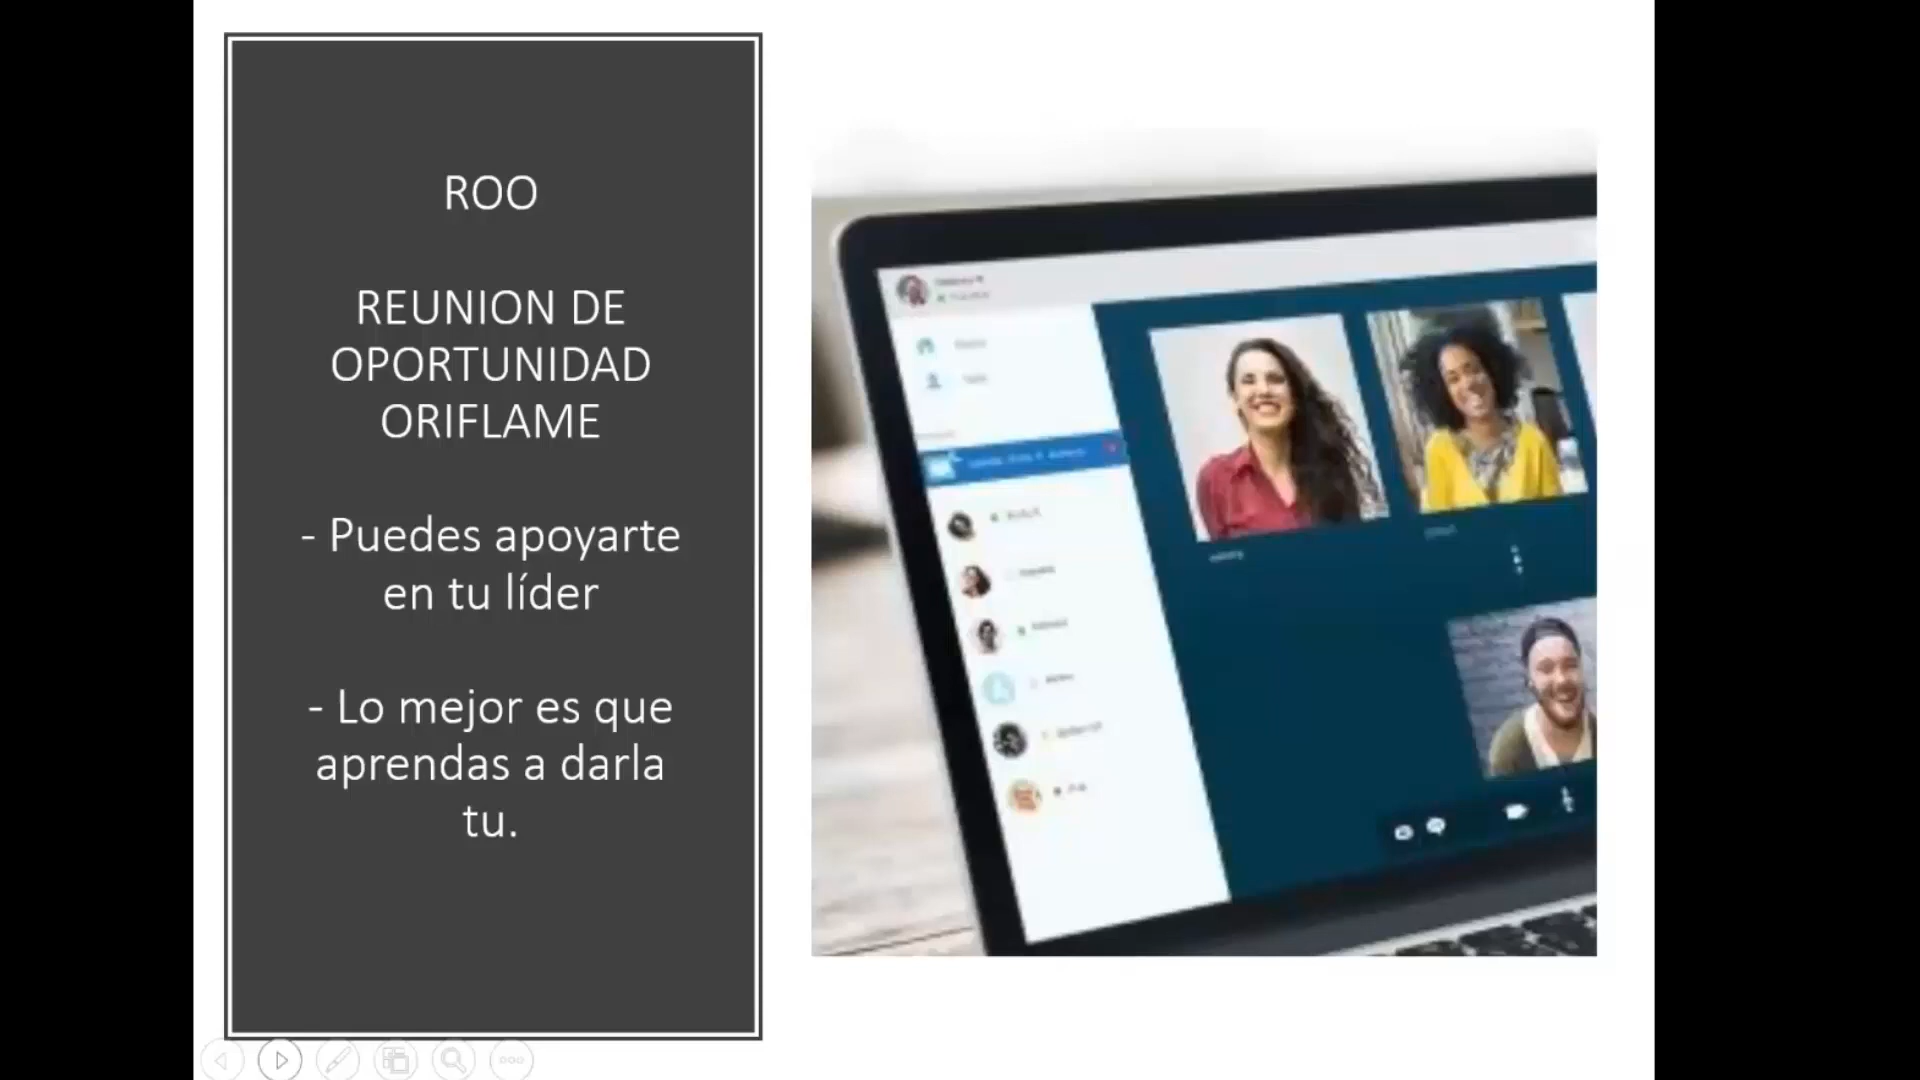 ROO
REUNION DE
OPORTUNIDAD
ORIFLAME
- Puedes apoyarte
en tu líder
- Lo mejor es que
aprendas a darla
tu.